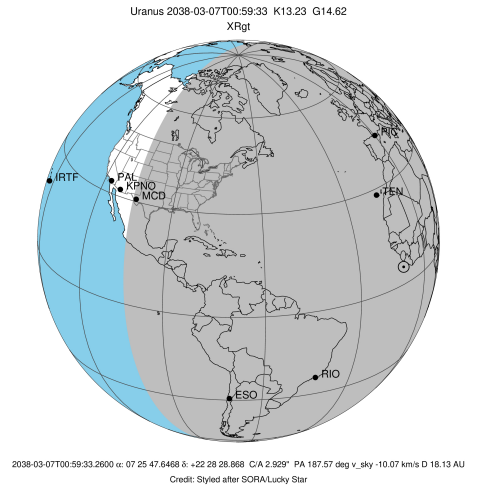 Uranus 2038-03-07T00:59:33  K13.23  G14.62
XRgt
IRTF
PAL
KPNO
MCD
PIC
TEN
RIO
ESO
2038-03-07T00:59:33.2600 α: 07 25 47.6468 δ: +22 28 28.868  C/A 2.929"  PA 187.57 deg v_sky -10.07 km/s D 18.13 AU
Credit: Styled after SORA/Lucky Star